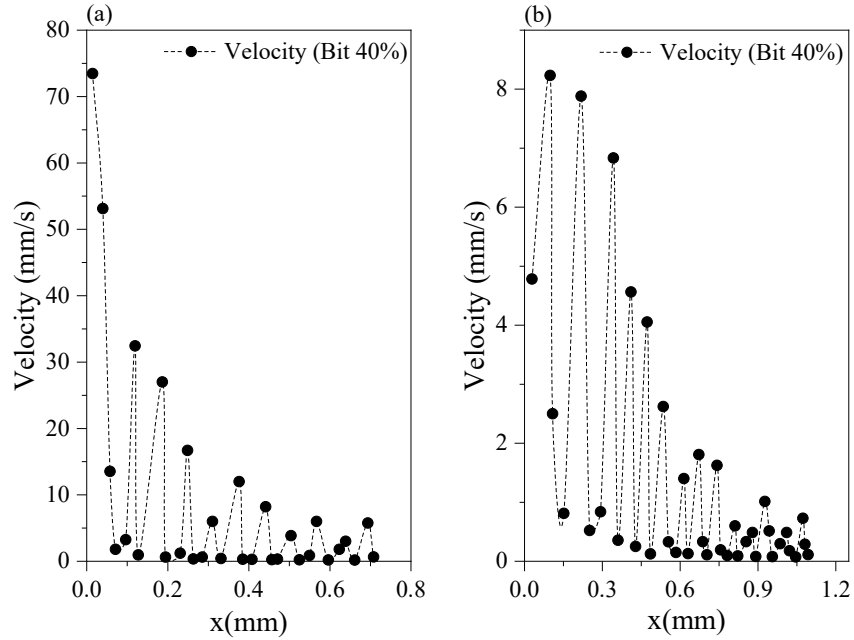 (a)
Velocity (Bit 40%)
Velocity (mm/s)
80
70
60
50
40
30
20
10
0
0.0 0.2 0.4 0.6 0.8
x(mm)
(b)
Velocity (Bit 40%)
Velocity (mm/s)
8
6
4
2
0
0.0 0.3 0.6 0.9 1.2
x(mm)